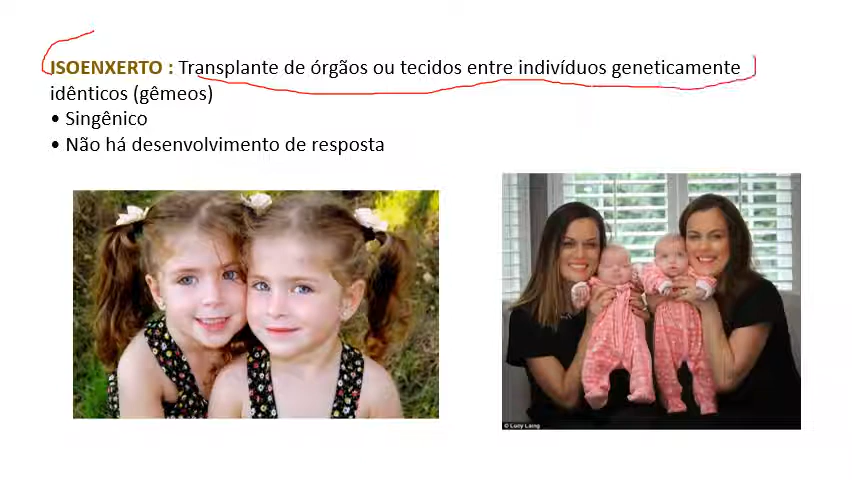 ISOENXERTO : Transplante de órgãos ou tecidos entre indivíduos geneticamente
idênticos (gêmeos)
• Singênico
• Não há desenvolvimento de resposta
© Lucy Laing